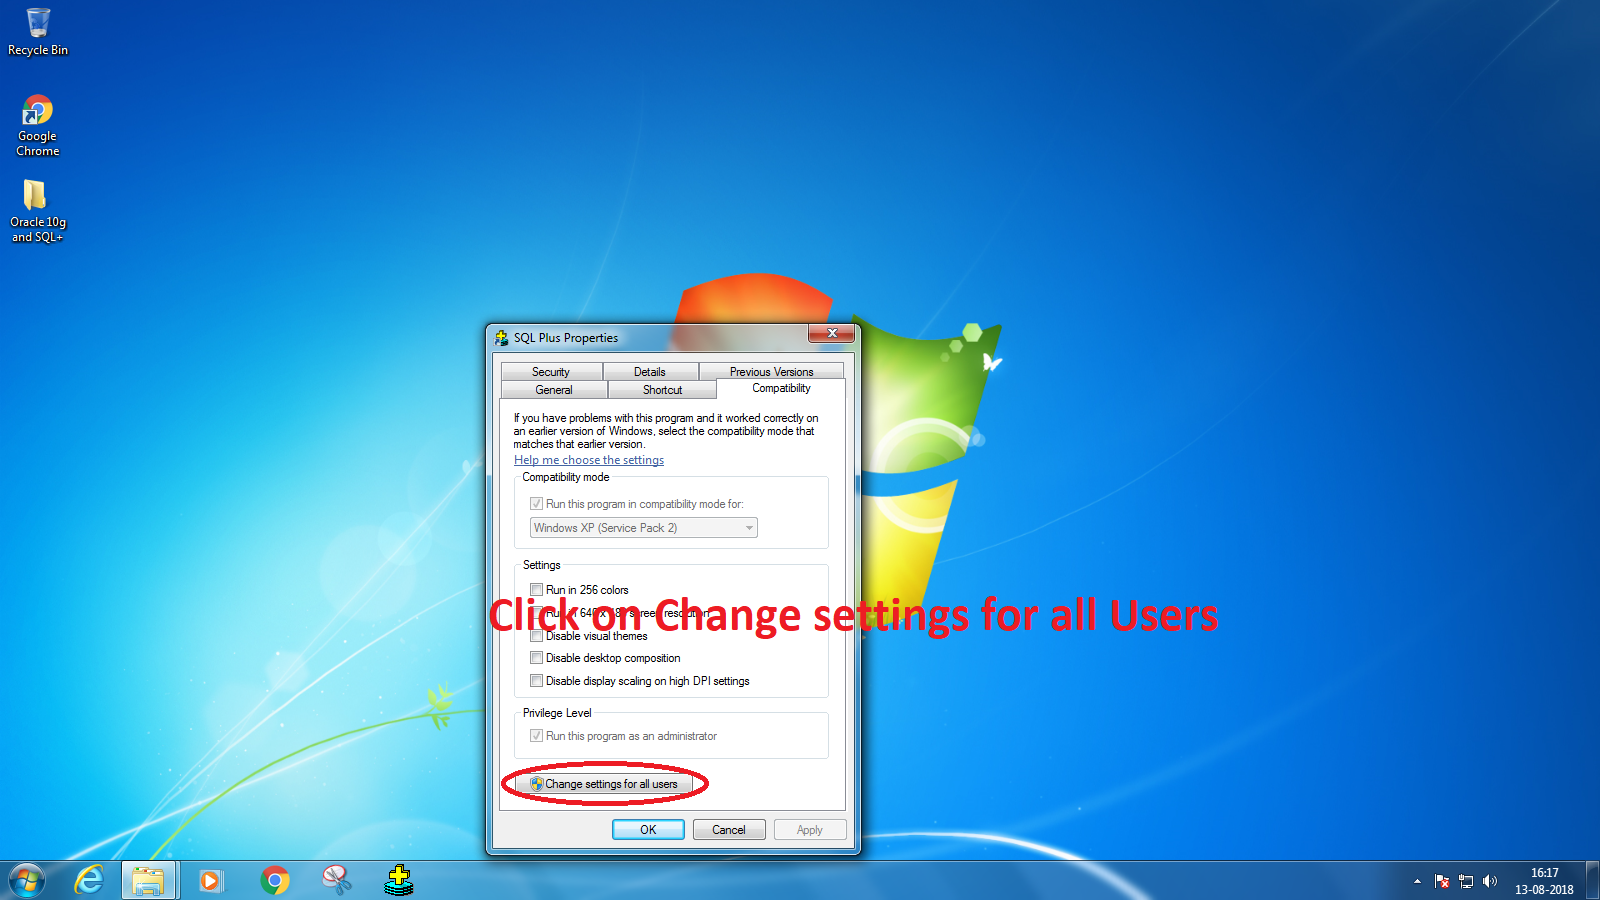 Recycle Bin
Google
Chrome
Oracle 10g
and SQL+
SQL Plus Properties
Security
Details
Previous Versions
General
Shortcut
Compatibility
If you have problems with this program and it worked correctly on
an earlier version of Windows, select the compatibility mode that
matches that earlier version.
Help me choose the settings
Compatibility mode
Run this program in compatibility mode for:
Windows XP (Service Pack 2)
Settings
Run in 256 colors
Run in 640 x 480 screen resolution
Click on Change settings for all Users
Disable visual themes
Disable desktop composition
Disable display scaling on high DPI settings
Privilege Level
Run this program as an administrator
Change settings for all users
OK
Cancel
Apply
16:17
13-08-2018